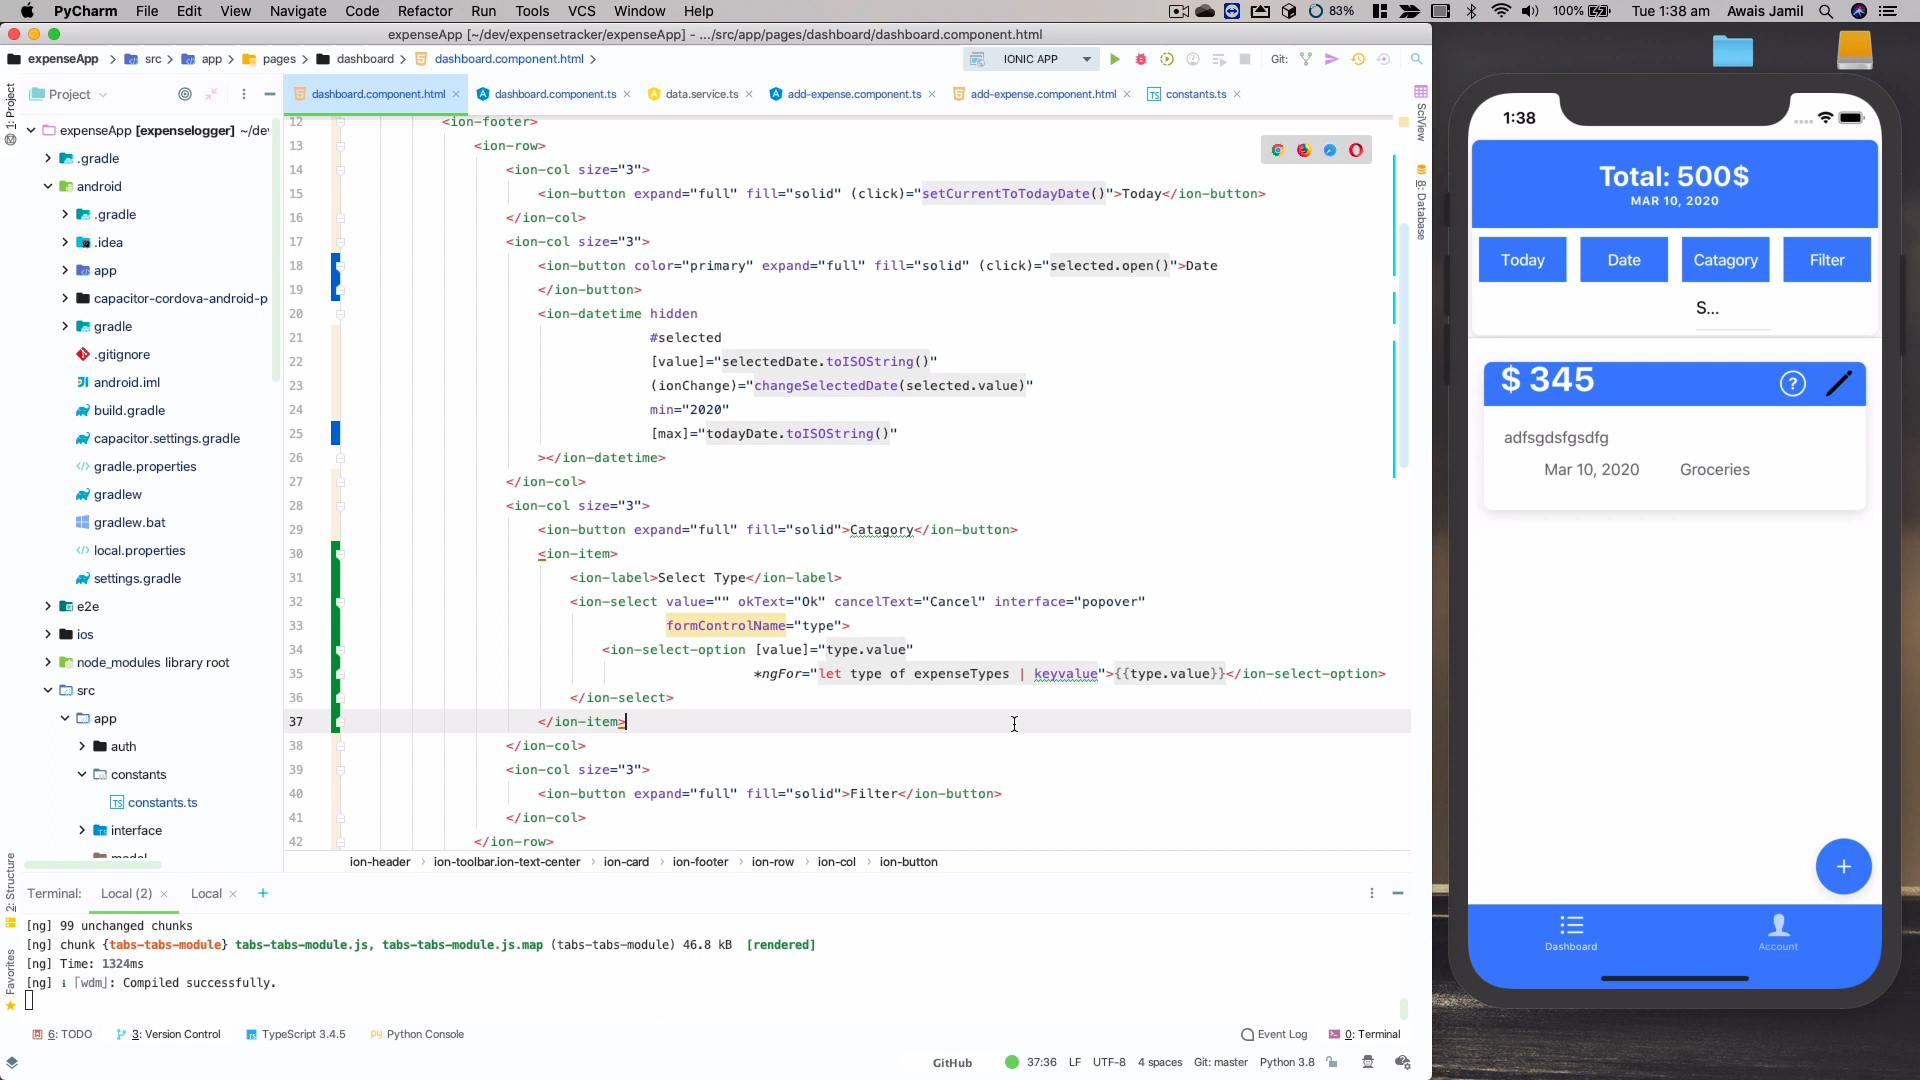 PyCharm File Edit View Navigate Code Refactor Run Tools VCS Window Help 83% 100% Tue 1:38 am Awais Jamil
expenseApp [~/dev/expensetracker/expenseApp] - .../src/app/pages/dashboard/dashboard.component.html
expenseApp src app pages dashboard dashboard.component.html IONIC APP Git:
Project dashboard.component.html dashboard.component.ts data.service.ts add-expense.component.ts add-expense.component.html constants.ts
1: Project
SciView
8: Database
2: Structure
Favorites
expenseApp [expenselogger] ~/de
.gradle
android
.gradle
.idea
app
capacitor-cordova-android-p
gradle
.gitignore
android.iml
build.gradle
capacitor.settings.gradle
gradle.properties
gradlew
gradlew.bat
local.properties
settings.gradle
e2e
ios
node_modules library root
src
app
auth
constants
constants.ts
interface
12 <ion-footer>
13 <ion-row>
14 <ion-col size="3">
15 <ion-button expand="full" fill="solid" (click)="setCurrentToTodayDate()">Today</ion-button>
16 </ion-col>
17 <ion-col size="3">
18 <ion-button color="primary" expand="full" fill="solid" (click)="selected.open()">Date
19 </ion-button>
20 <ion-datetime hidden
21 #selected
22 [value]="selectedDate.toISOString()"
23 (ionChange)="changeSelectedDate(selected.value)"
24 min="2020"
25 [max]="todayDate.toISOString()"
26 ></ion-datetime>
27 </ion-col>
28 <ion-col size="3">
29 <ion-button expand="full" fill="solid">Catagory</ion-button>
30 <ion-item>
31 <ion-label>Select Type</ion-label>
32 <ion-select value="" okText="Ok" cancelText="Cancel" interface="popover"
33 formControlName="type">
34 <ion-select-option [value]="type.value"
35 *ngFor="let type of expenseTypes | keyvalue">{{type.value}}</ion-select-option>
36 </ion-select>
37 </ion-item>
38 </ion-col>
39 <ion-col size="3">
40 <ion-button expand="full" fill="solid">Filter</ion-button>
41 </ion-col>
42 </ion-row>
ion-header ion-toolbar.ion-text-center ion-card ion-footer ion-row ion-col ion-button
Terminal: Local (2) Local +
[ng] 99 unchanged chunks
[ng] chunk {tabs-tabs-module} tabs-tabs-module.js, tabs-tabs-module.js.map (tabs-tabs-module) 46.8 kB [rendered]
[ng] Time: 1324ms
[ng] ℹ ｢wdm｣: Compiled successfully.
6: TODO 3: Version Control TypeScript 3.4.5 Python Console Event Log 0: Terminal
GitHub 37:36 LF UTF-8 4 spaces Git: master Python 3.8
1:38
Total: 500$
MAR 10, 2020
Today Date Catagory Filter
S...
$ 345
adfsgdsfgsdfg
Mar 10, 2020 Groceries
+
Dashboard Account